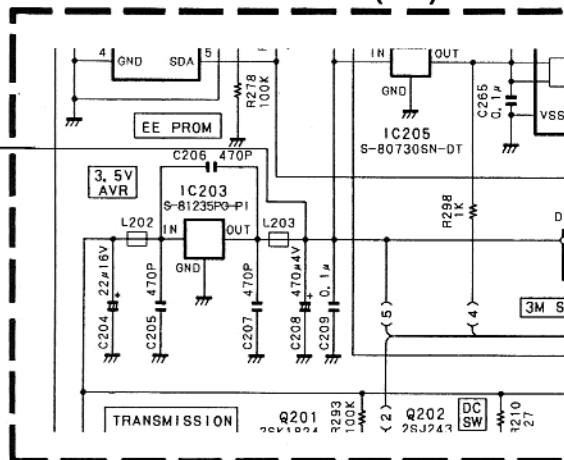 4
GND
SDA
5
R278
100K
IN
OUT
GND
IC205
S-80730SN-DT
C265
0.1μ
VSS
EE PROM
C206 470P
3.5V
AVR
IC203
S-81235PG-PI
L202
IN
OUT
L203
GND
R298
1K
D
C204
22μ16V
C205
470P
C207
470P
C208
470μ4V
C209
0.1μ
5
4
3M S
TRANSMISSION
Q201
2SK1824
R293
100K
2
Q202
2SJ243
DC
SW
R210
27